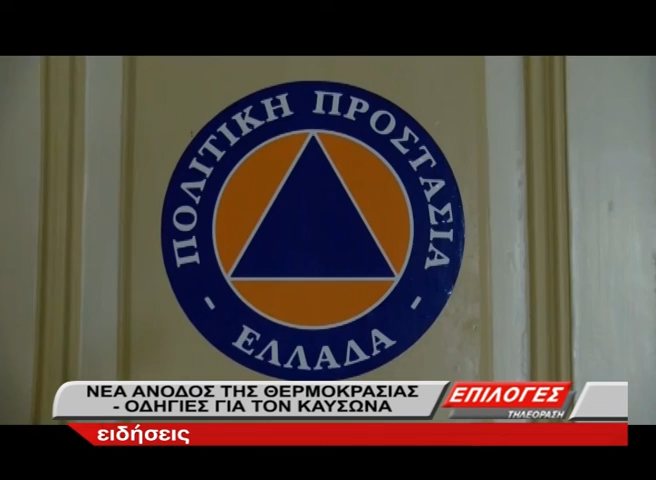 ΠΟΛΙΤΙΚΗ ΠΡΟΣΤΑΣΙΑ
- ΕΛΛΑΔΑ -
ΝΕΑ ΑΝΟΔΟΣ ΤΗΣ ΘΕΡΜΟΚΡΑΣΙΑΣ
- ΟΔΗΓΙΕΣ ΓΙΑ ΤΟΝ ΚΑΥΣΩΝΑ
ΕΠΙΛΟΓΕΣ
ΤΗΛΕΟΡΑΣΗ
ειδήσεις